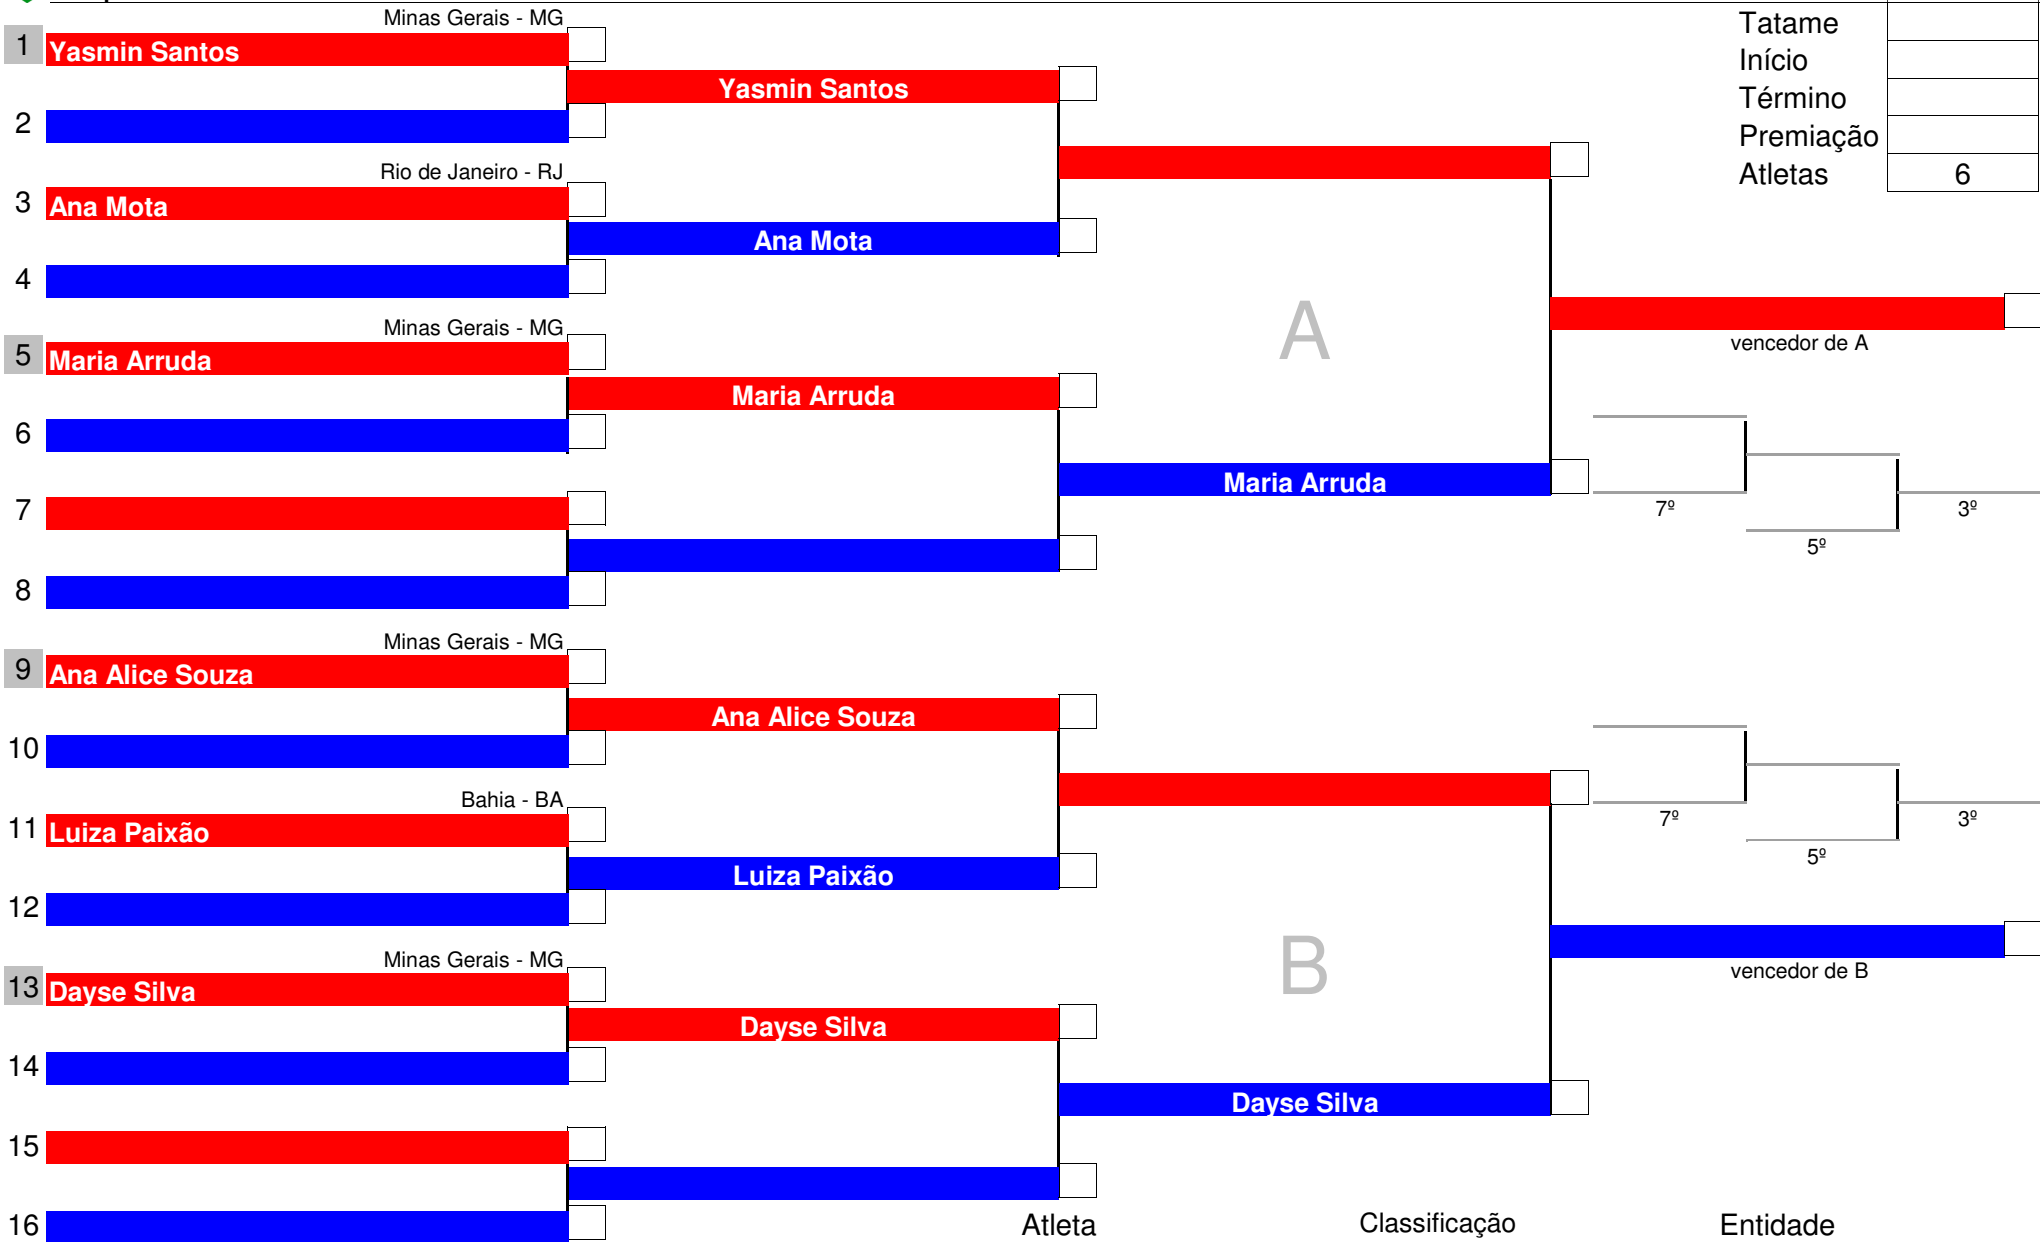 Minas Gerais - MG
1 Yasmin Santos
Yasmin Santos
2
Rio de Janeiro - RJ
3 Ana Mota
Ana Mota
4
Minas Gerais - MG
5 Maria Arruda
Maria Arruda
6
Maria Arruda
7
8
Tatame
Início
Término
Premiação
Atletas 6
A
vencedor de A
7º
5º
3º
Minas Gerais - MG
9 Ana Alice Souza
Ana Alice Souza
10
Bahia - BA
11 Luiza Paixão
Luiza Paixão
12
Minas Gerais - MG
13 Dayse Silva
Dayse Silva
14
Dayse Silva
15
16
7º
5º
3º
B
vencedor de B
Atleta Classificação Entidade